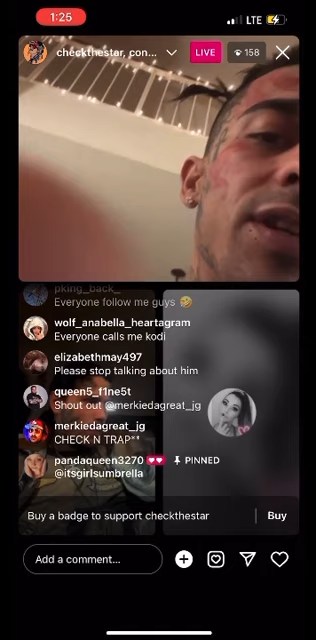 1:25
LTE
checkthestar, con...
LIVE
158
pking_back_
Everyone follow me guys 🤣
wolf_anabella_heartagram
Everyone calls me kodi
elizabethmay497
Please stop talking about him
queen5_f1ne5t
Shout out @merkiedagreat_jg
merkiedagreat_jg
CHECK N TRAP‼️
pandaqueen3270 PINNED
@itsgirlsumbrella
Buy a badge to support checkthestar
Buy
Add a comment...